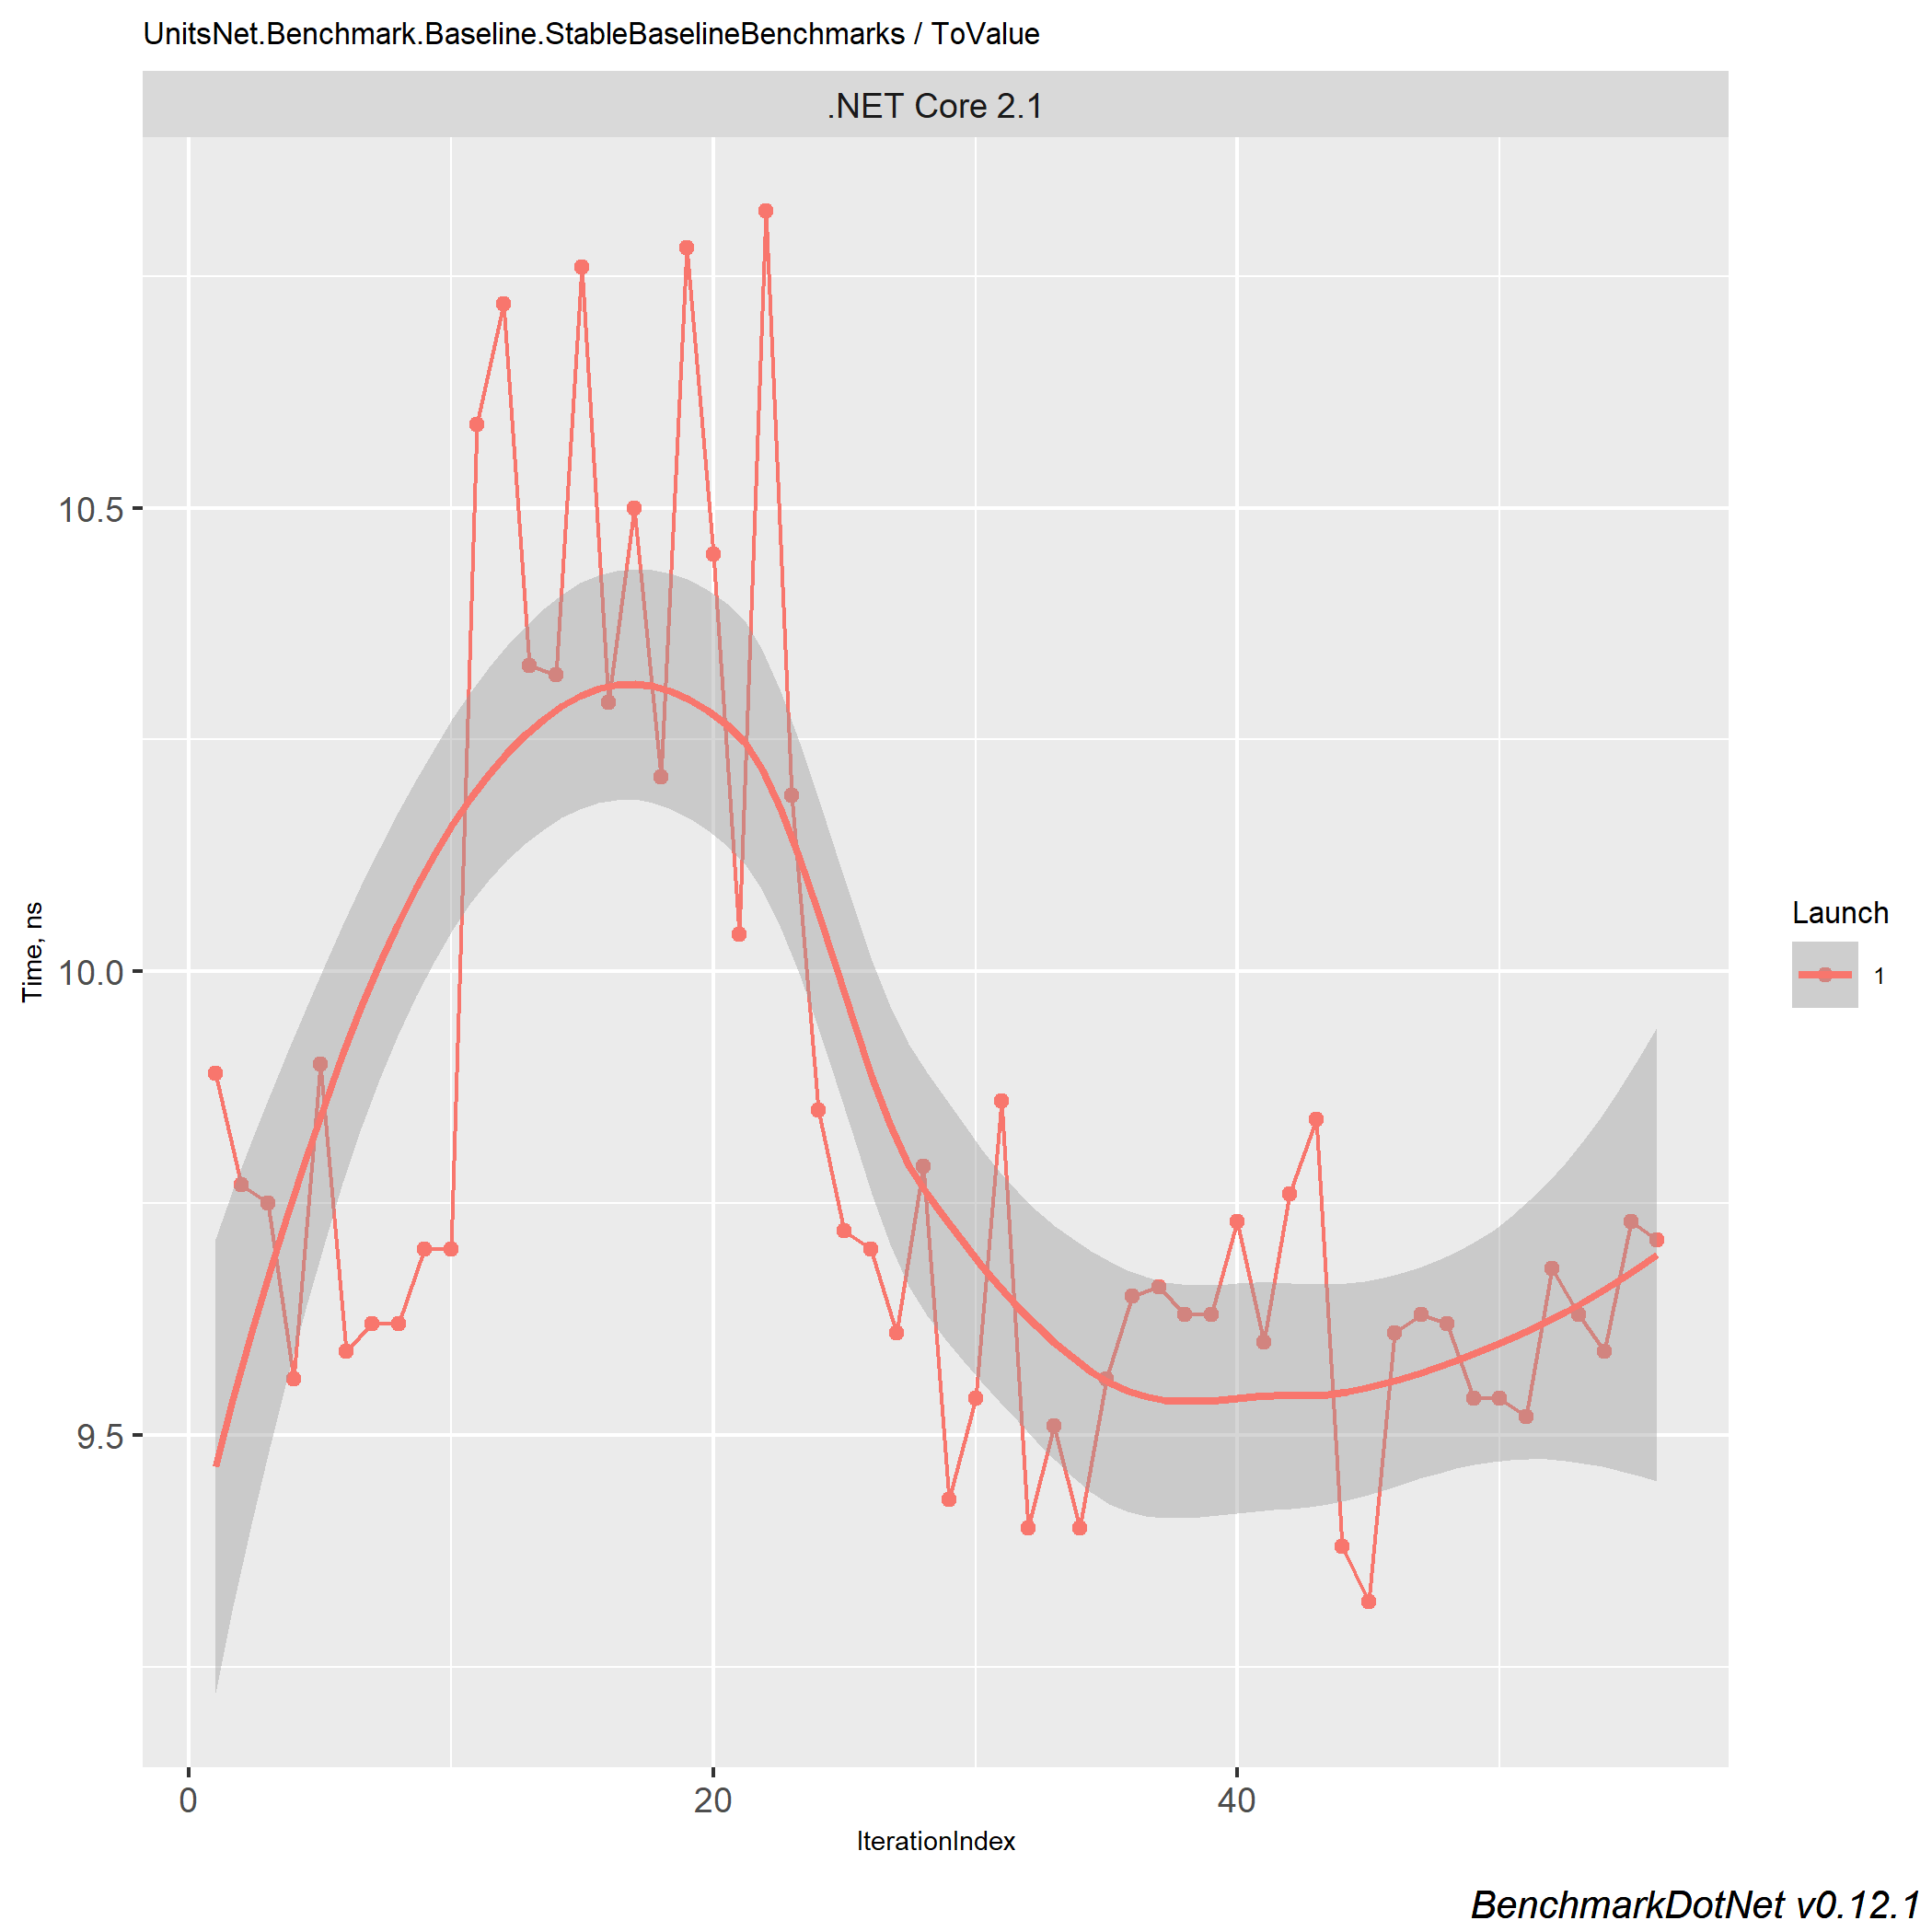 UnitsNet.Benchmark.Baseline.StableBaselineBenchmarks / ToValue
.NET Core 2.1
10.5
10.0
9.5
Time, ns
0 20 40
IterationIndex
Launch
1
BenchmarkDotNet v0.12.1